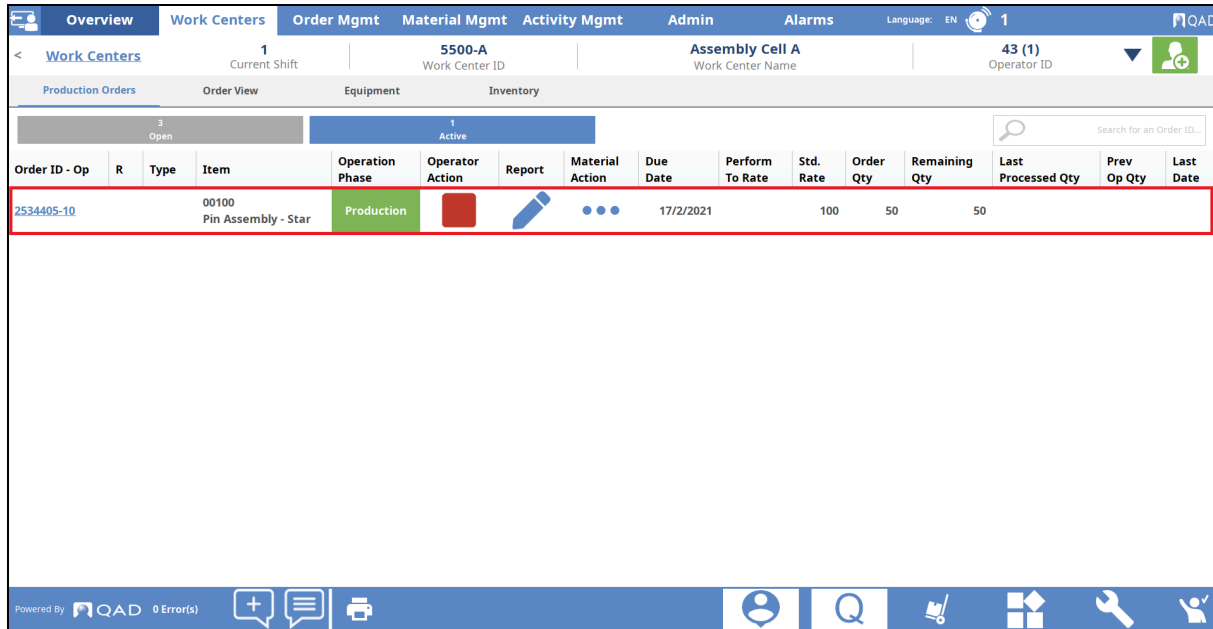 Overview Work Centers Order Mgmt Material Mgmt Activity Mgmt Admin Alarms Language: EN 1 QAD
< Work Centers
1
Current Shift
5500-A
Work Center ID
Assembly Cell A
Work Center Name
43 (1)
Operator ID
Production Orders Order View Equipment Inventory
3
Open
1
Active
Search for an Order ID...
Order ID - Op R Type Item Operation Phase Operator Action Report Material Action Due Date Perform To Rate Std. Rate Order Qty Remaining Qty Last Processed Qty Prev Op Qty Last Date
2534405-10 00100 Pin Assembly - Star Production 17/2/2021 100 50 50
Powered By QAD 0 Error(s) Q